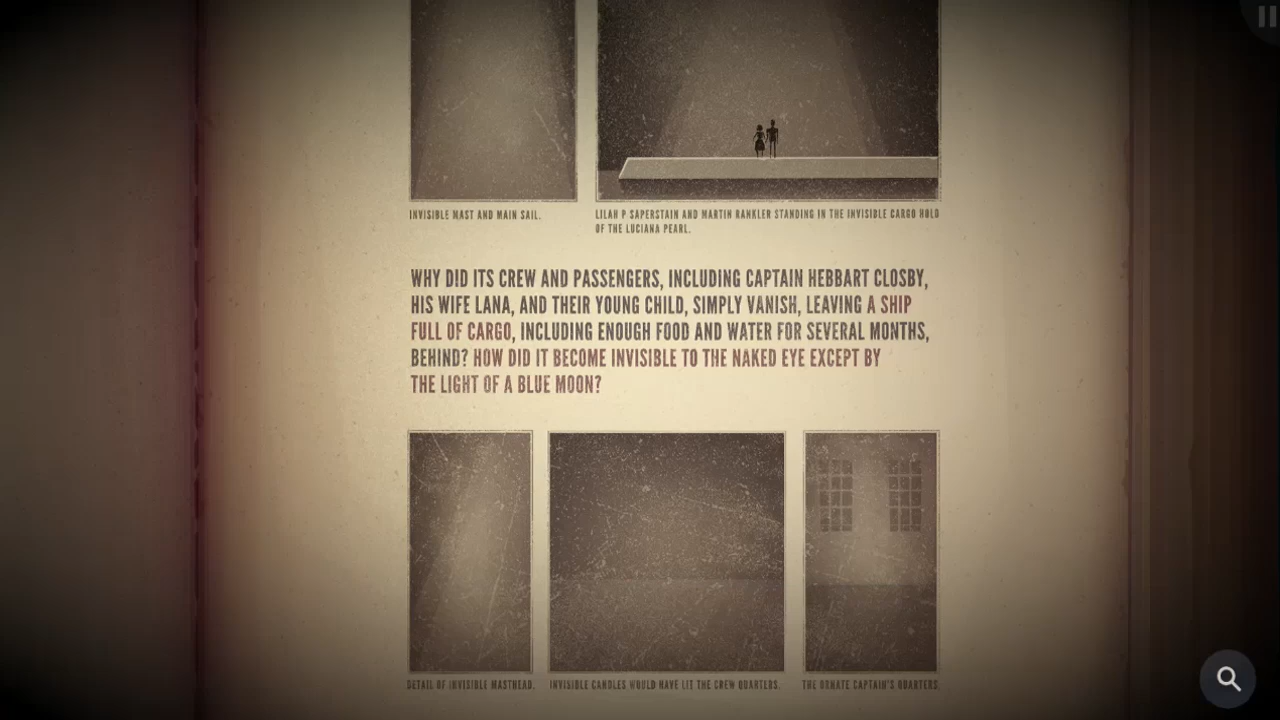 INVISIBLE MAST AND MAIN SAIL.
LILAH P SAPERSTAIN AND MARTIN RANKLER STANDING IN THE INVISIBLE CARGO HOLD
OF THE LUCIANA PEARL.
WHY DID ITS CREW AND PASSENGERS, INCLUDING CAPTAIN HEBBART CLOSBY,
HIS WIFE LANA, AND THEIR YOUNG CHILD, SIMPLY VANISH, LEAVING A SHIP
FULL OF CARGO, INCLUDING ENOUGH FOOD AND WATER FOR SEVERAL MONTHS,
BEHIND? HOW DID IT BECOME INVISIBLE TO THE NAKED EYE EXCEPT BY
THE LIGHT OF A BLUE MOON?
DETAIL OF INVISIBLE MASTHEAD.
INVISIBLE CANDLES WOULD HAVE LIT THE CREW QUARTERS.
THE ORNATE CAPTAIN'S QUARTERS.